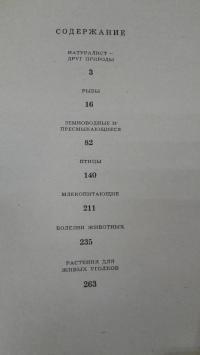 СОДЕРЖАНИЕ
НАТУРАЛИСТ –
ДРУГ ПРИРОДЫ
3
РЫБЫ
16
ЗЕМНОВОДНЫЕ И
ПРЕСМЫКАЮЩИЕСЯ
82
ПТИЦЫ
140
МЛЕКОПИТАЮЩИЕ
211
БОЛЕЗНИ ЖИВОТНЫХ
235
РАСТЕНИЯ ДЛЯ
ЖИВЫХ УГОЛКОВ
263